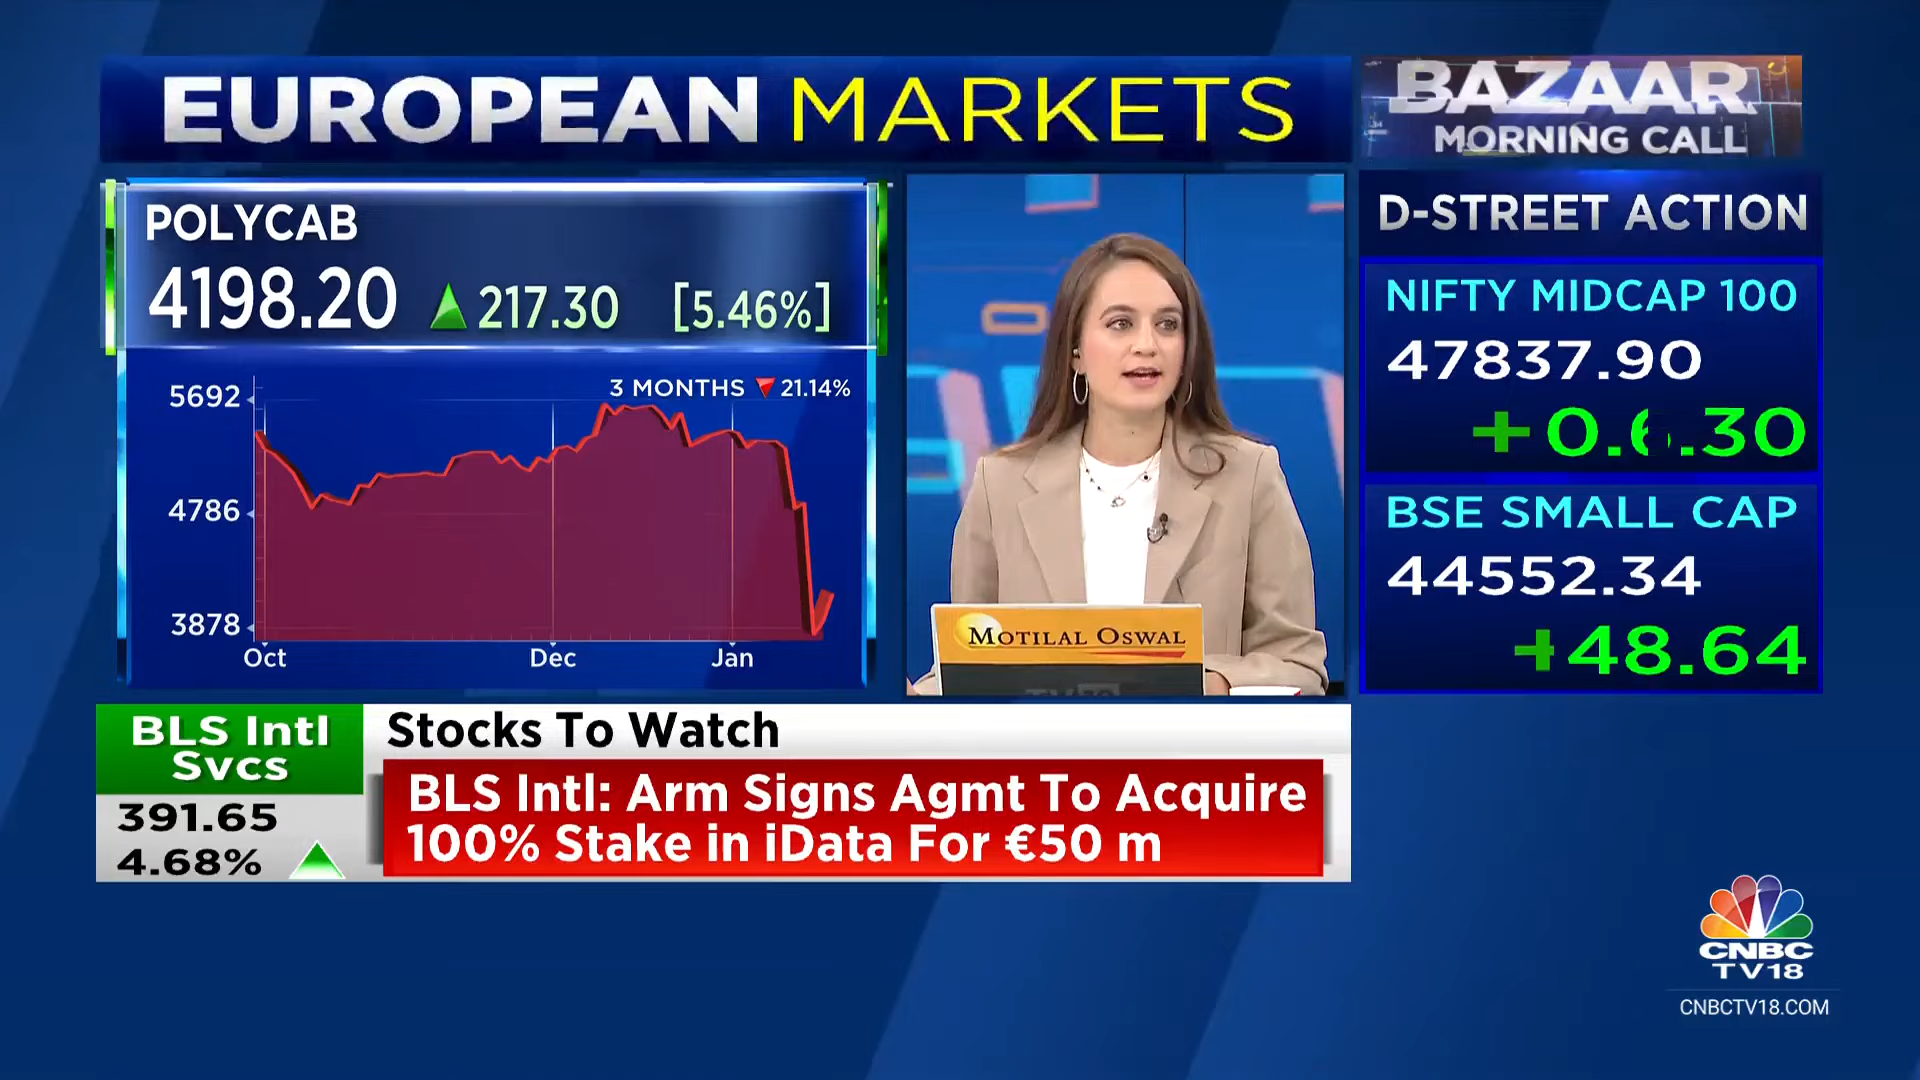 EUROPEAN MARKETS
BAZAAR
MORNING CALL
POLYCAB
4198.20 ▲ 217.30 [5.46%]
3 MONTHS ▼ 21.14%
5692
4786
3878
Oct Dec Jan
MOTILAL OSWAL
D-STREET ACTION
NIFTY MIDCAP 100
47837.90
BSE SMALL CAP
44552.34
+48.64
BLS Intl
Svcs
391.65
4.68% ▲
Stocks To Watch
BLS Intl: Arm Signs Agmt To Acquire
100% Stake in iData For €50 m
CNBC
TV18
CNBCTV18.COM